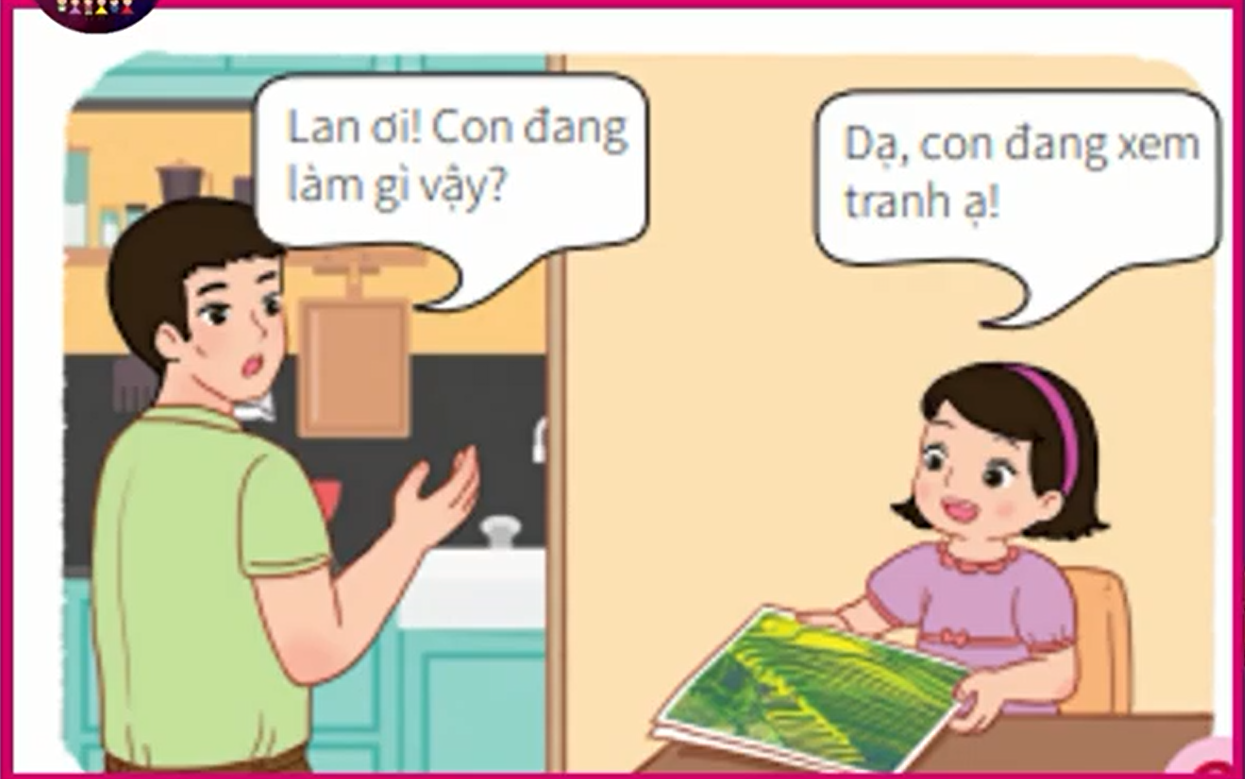 Lan ơi! Con đang
làm gì vậy?
Dạ, con đang xem
tranh ạ!